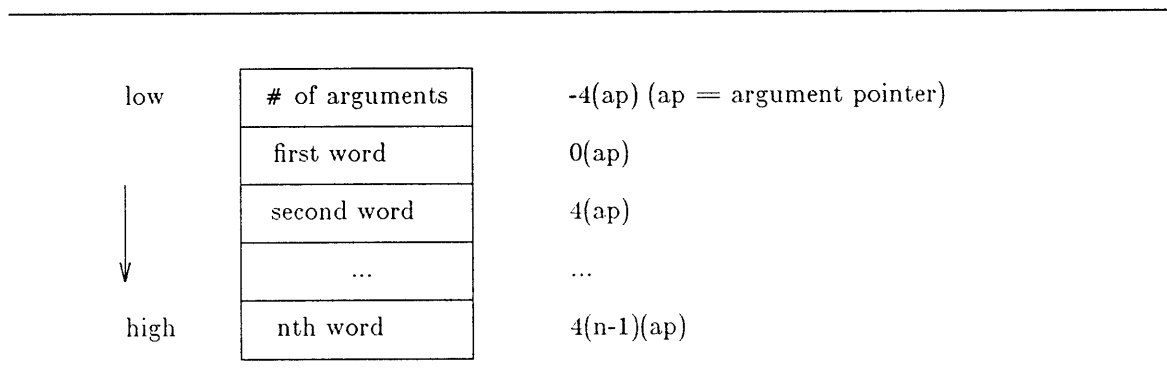 low # of arguments -4(ap) (ap = argument pointer)
first word 0(ap)
second word 4(ap)
... ...
high nth word 4(n-1)(ap)